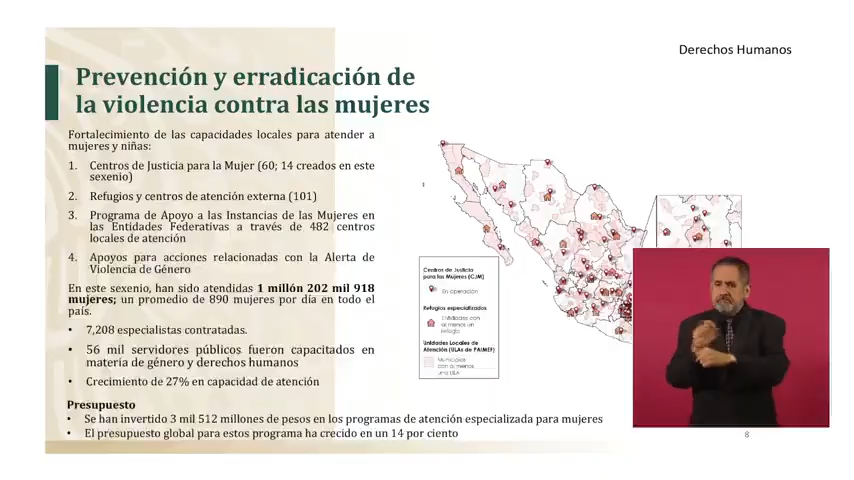 Derechos Humanos
Prevención y erradicación de
la violencia contra las mujeres
Fortalecimiento de las capacidades locales para atender a
mujeres y niñas:
1. Centros de Justicia para la Mujer (60; 14 creados en este
sexenio)
2. Refugios y centros de atención externa (101)
3. Programa de Apoyo a las Instancias de las Mujeres en
las Entidades Federativas a través de 482 centros
locales de atención
4. Apoyos para acciones relacionadas con la Alerta de
Violencia de Género
En este sexenio, han sido atendidas 1 millón 202 mil 918
mujeres; un promedio de 890 mujeres por día en todo el
país.
• 7,208 especialistas contratadas.
• 56 mil servidores públicos fueron capacitados en
materia de género y derechos humanos
• Crecimiento de 27% en capacidad de atención
Presupuesto
• Se han invertido 3 mil 512 millones de pesos en los programas de atención especializada para mujeres
• El presupuesto global para estos programa ha crecido en un 14 por ciento
Centros de Justicia
para las Mujeres (CJM)
En operación
Refugios especializados
Entidades con
al menos un
refugio
Unidades Locales de
Atención (ULAs de PAIMEF)
Municipios
con al menos
una ULA
8